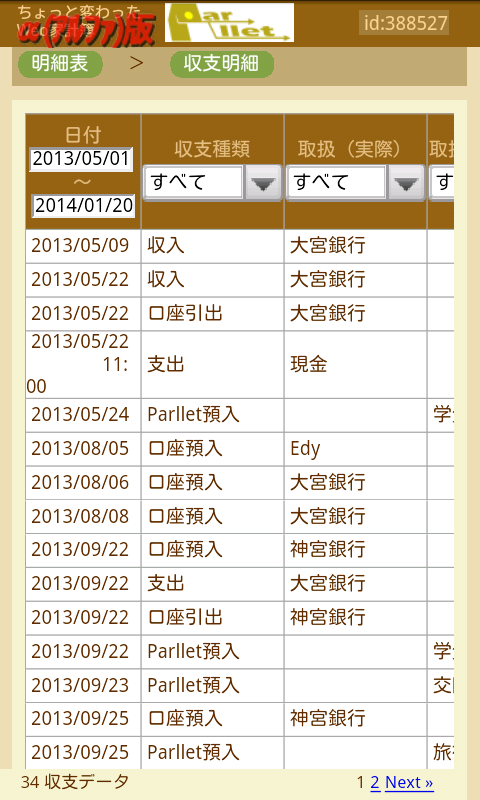 ちょっと変わった
Web家計簿
α(アルファ)版
Parllet.
id:388527
明細表 > 収支明細
日付 収支種類 取扱（実際）
2013/05/01
～
2014/01/20
すべて すべて す
2013/05/09 収入 大宮銀行
2013/05/22 収入 大宮銀行
2013/05/22 口座引出 大宮銀行
2013/05/22 11:00 支出 現金
2013/05/24 Parllet預入 学
2013/08/05 口座預入 Edy
2013/08/06 口座預入 大宮銀行
2013/08/08 口座預入 大宮銀行
2013/09/22 口座預入 神宮銀行
2013/09/22 支出 大宮銀行
2013/09/22 口座引出 神宮銀行
2013/09/22 Parllet預入 学
2013/09/23 Parllet預入 交
2013/09/25 口座預入 神宮銀行
2013/09/25 Parllet預入 旅
34 収支データ 1 2 Next »